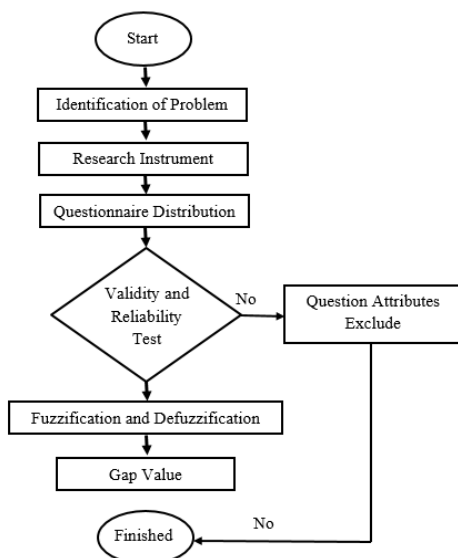 Start
Identification of Problem
Research Instrument
Questionnaire Distribution
Validity and
Reliability
Test
No
Question Attributes
Exclude
Fuzzification and Defuzzification
Gap Value
No
Finished